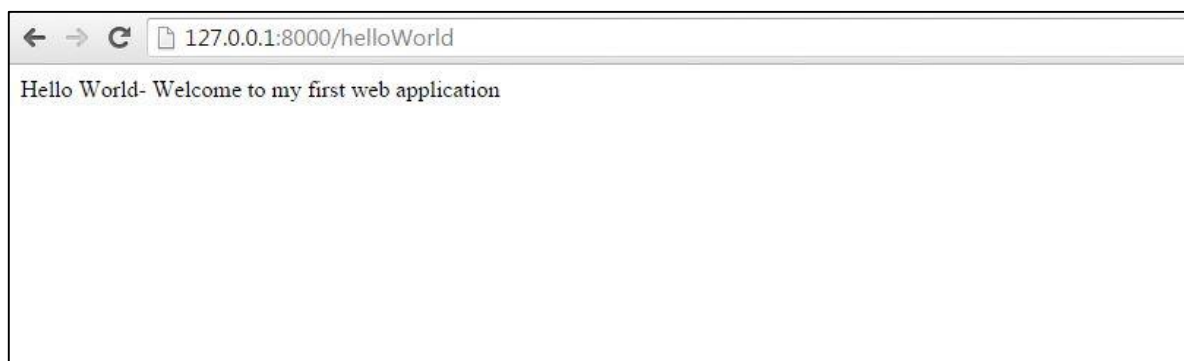 127.0.0.1:8000/helloWorld
Hello World- Welcome to my first web application